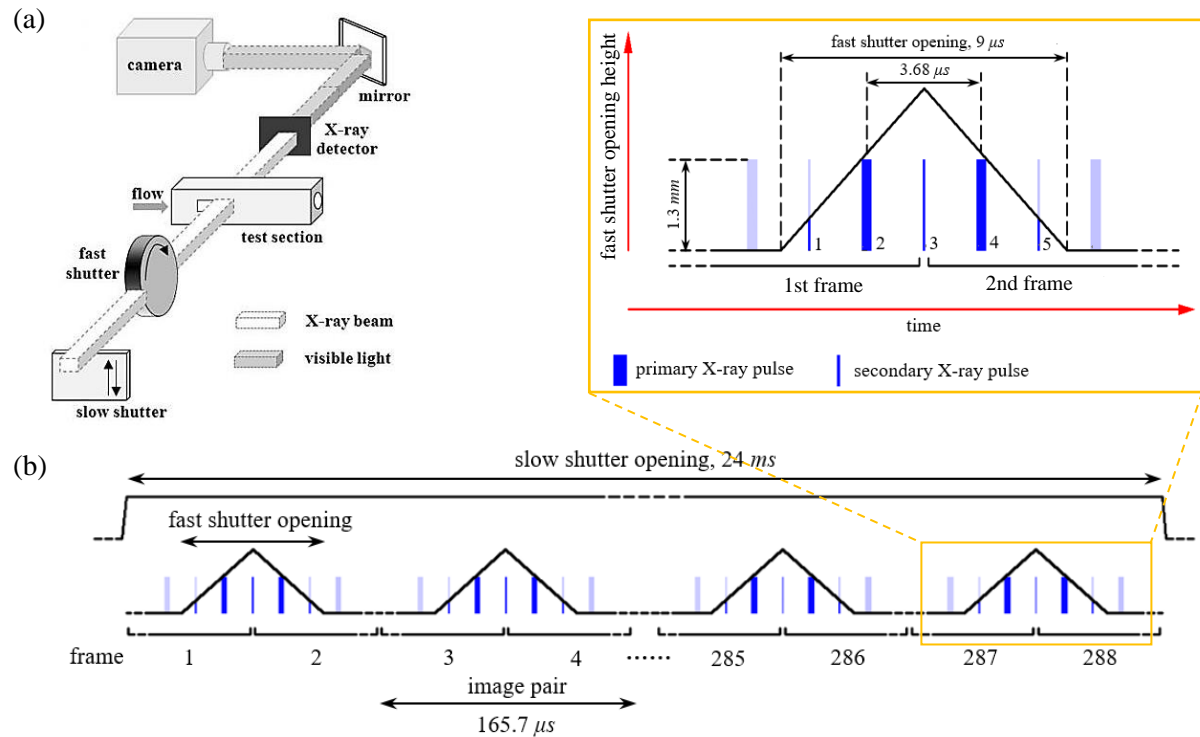 (a)
camera
mirror
X-ray
detector
flow
test section
fast
shutter
X-ray beam
visible light
slow shutter
fast shutter opening height
fast shutter opening, 9 μs
3.68 μs
1.3 mm
1 2 3 4 5
1st frame 2nd frame
time
primary X-ray pulse secondary X-ray pulse
(b)
slow shutter opening, 24 ms
fast shutter opening
frame 1 2 3 4 ...... 285 286 287 288
image pair
165.7 μs